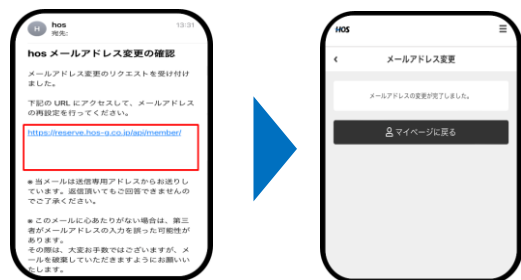 H
hos
13:31
宛先:
hos メールアドレス変更の確認
メールアドレス変更のリクエストを受け付け
ました。
下記の URL にアクセスして、メールアドレス
の再設定を行ってください。
https://reserve.hos-o.co.jp/api/member/
※当メールは送信専用アドレスからお送りし
ています。返信頂いてもご回答できませんの
でご了承ください。
※このメールに心あたりがない場合は、第三
者がメールアドレスの入力を誤った可能性が
あります。
その際は、大変お手数ではございますが、メ
ールを破棄していただきますようにお願いい
たします。
HOS
メールアドレス変更
メールアドレスの変更が完了しました。
マイページに戻る